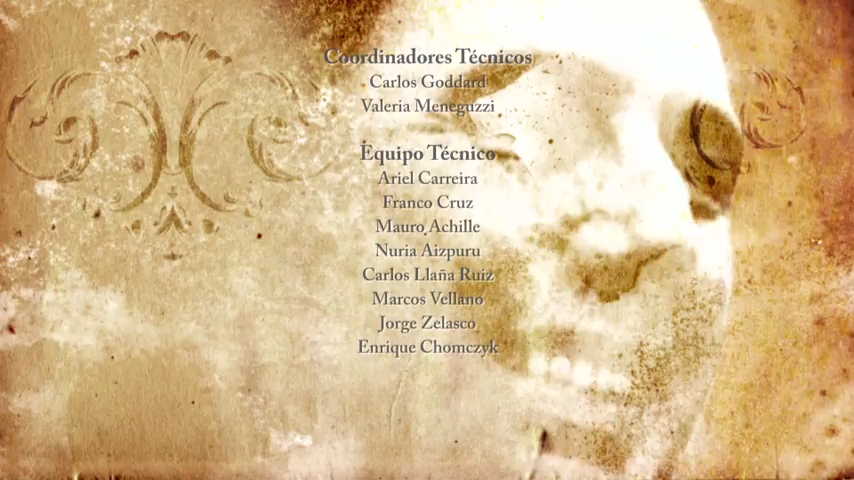 Coordinadores Técnicos
Carlos Goddard
Valeria Meneguzzi
Equipo Técnico
Ariel Carreira
Franco Cruz
Mauro Achille
Nuria Aizpuru
Carlos Llaña Ruiz
Marcos Vellano
Jorge Zelasco
Enrique Chomczyk